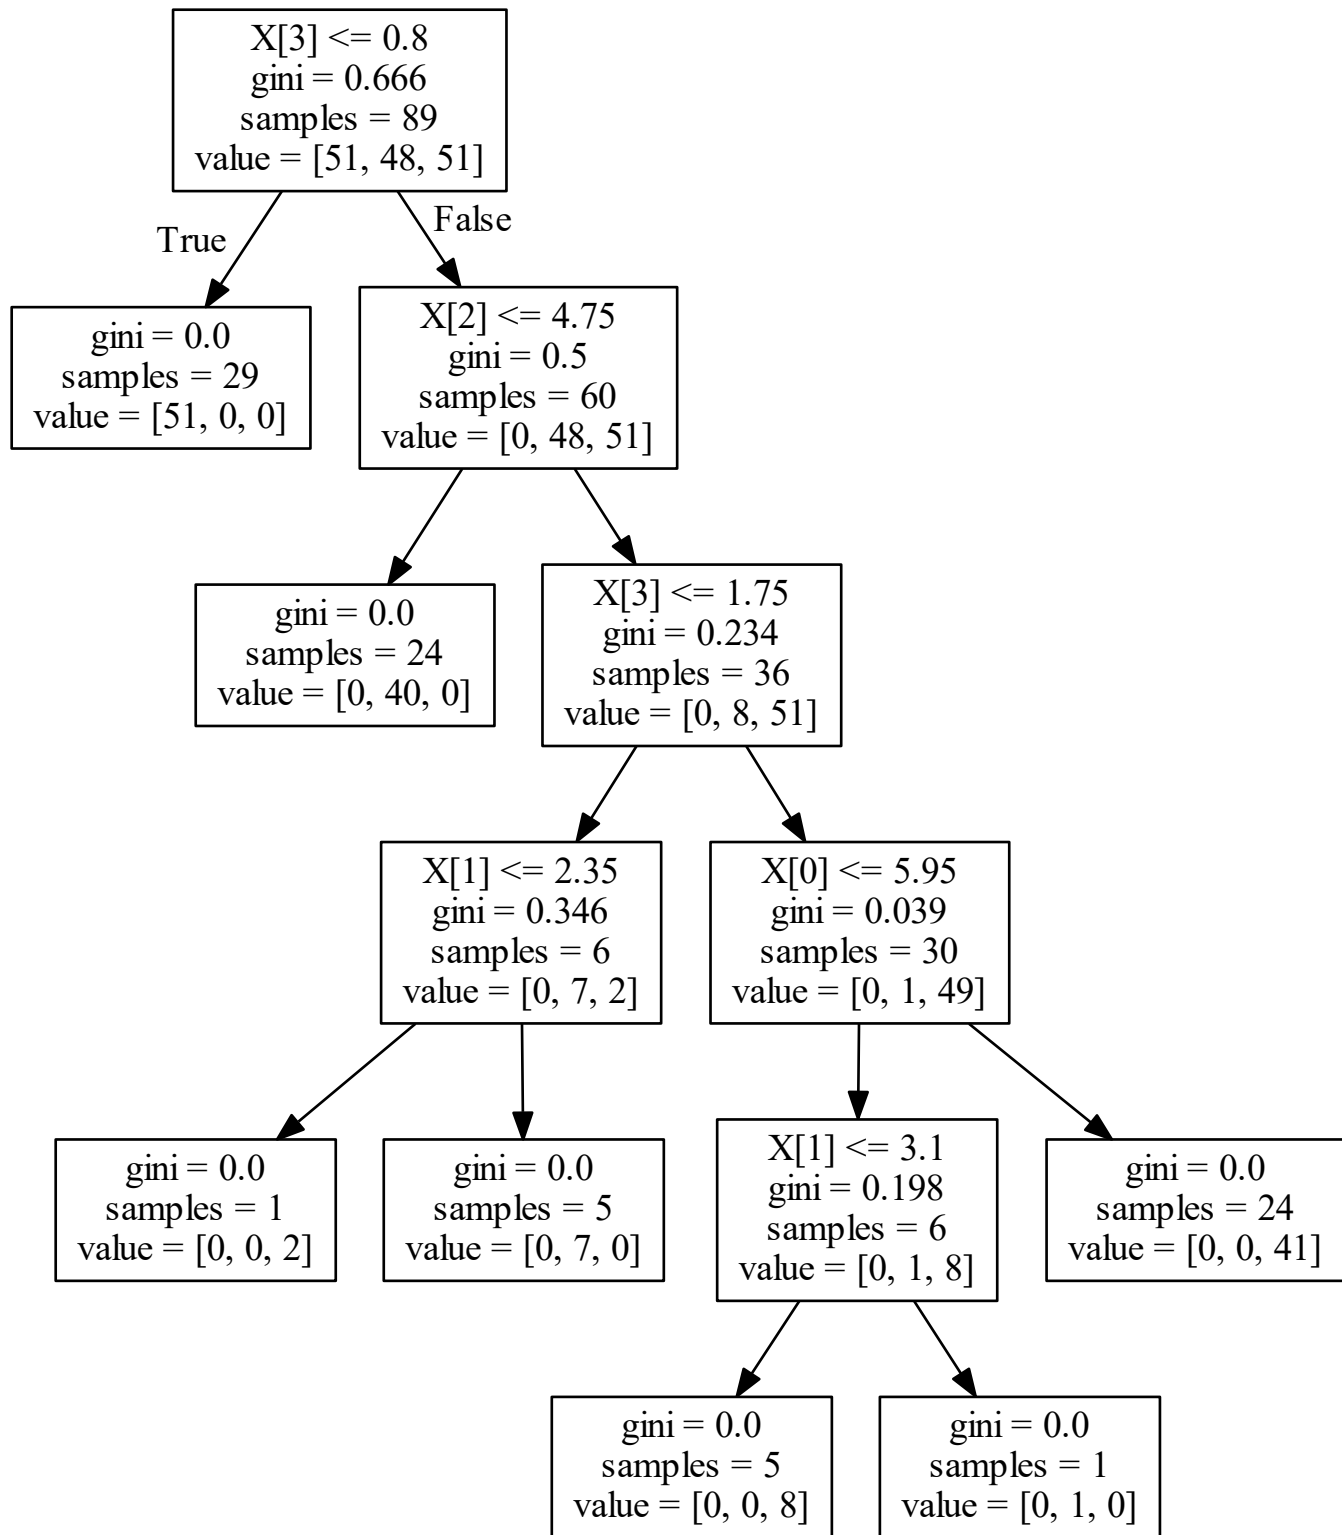 X[3] <= 0.8
gini = 0.666
samples = 89
value = [51, 48, 51]
True
False
gini = 0.0
samples = 29
value = [51, 0, 0]
X[2] <= 4.75
gini = 0.5
samples = 60
value = [0, 48, 51]
gini = 0.0
samples = 24
value = [0, 40, 0]
X[3] <= 1.75
gini = 0.234
samples = 36
value = [0, 8, 51]
X[1] <= 2.35
gini = 0.346
samples = 6
value = [0, 7, 2]
X[0] <= 5.95
gini = 0.039
samples = 30
value = [0, 1, 49]
gini = 0.0
samples = 1
value = [0, 0, 2]
gini = 0.0
samples = 5
value = [0, 7, 0]
X[1] <= 3.1
gini = 0.198
samples = 6
value = [0, 1, 8]
gini = 0.0
samples = 24
value = [0, 0, 41]
gini = 0.0
samples = 5
value = [0, 0, 8]
gini = 0.0
samples = 1
value = [0, 1, 0]